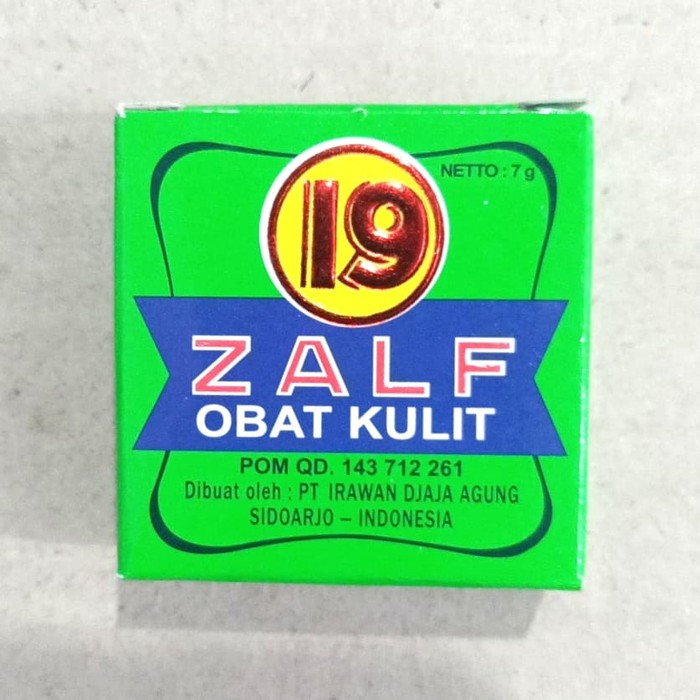 19
NETTO : 7 g
ZALF
OBAT KULIT
POM QD. 143 712 261
Dibuat oleh : PT IRAWAN DJAJA AGUNG
SIDOARJO – INDONESIA